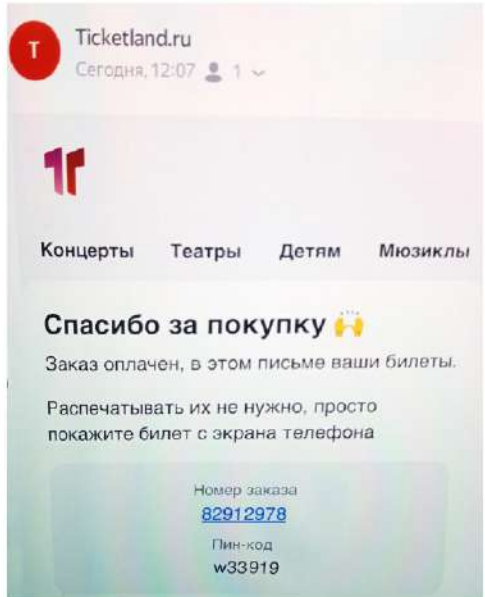 T
Ticketland.ru
Сегодня, 12:07 1
Концерты Театры Детям Мюзиклы
Спасибо за покупку 🙌
Заказ оплачен, в этом письме ваши билеты.
Распечатывать их не нужно, просто
покажите билет с экрана телефона
Номер заказа
82912978
Пин-код
w33919